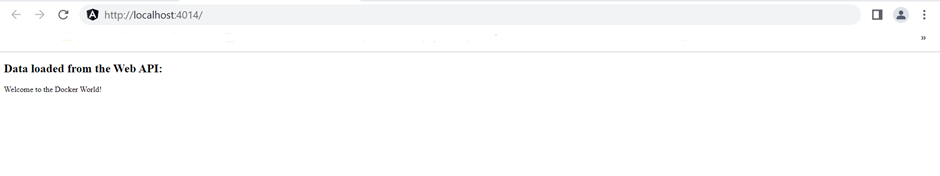 http://localhost:4014/
»
Data loaded from the Web API:
Welcome to the Docker World!